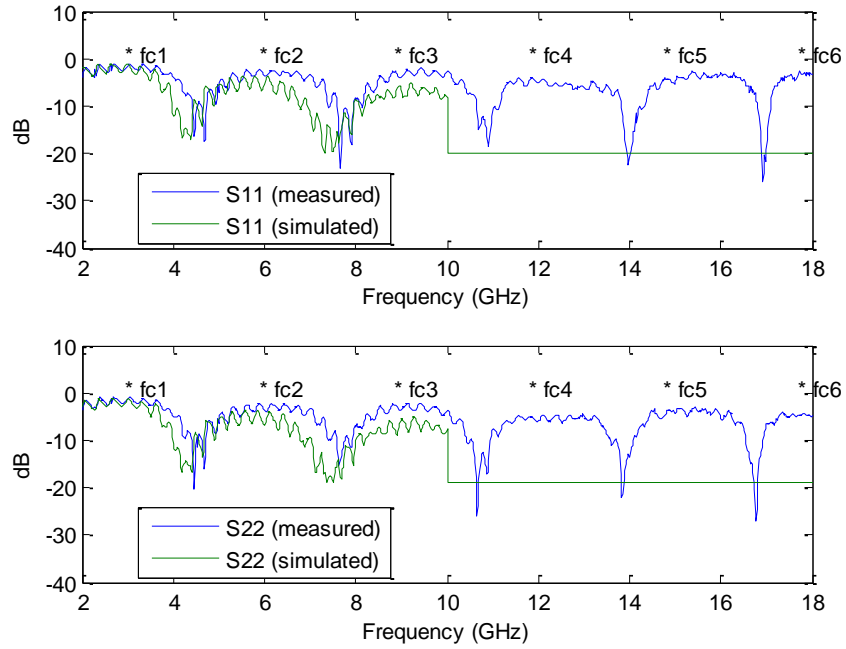 10
0
-10
-20
-30
-40
dB
* fc1 * fc2 * fc3 * fc4 * fc5 * fc6
S11 (measured)
S11 (simulated)
2 4 6 8 10 12 14 16 18
Frequency (GHz)
10
0
-10
-20
-30
-40
dB
* fc1 * fc2 * fc3 * fc4 * fc5 * fc6
S22 (measured)
S22 (simulated)
2 4 6 8 10 12 14 16 18
Frequency (GHz)